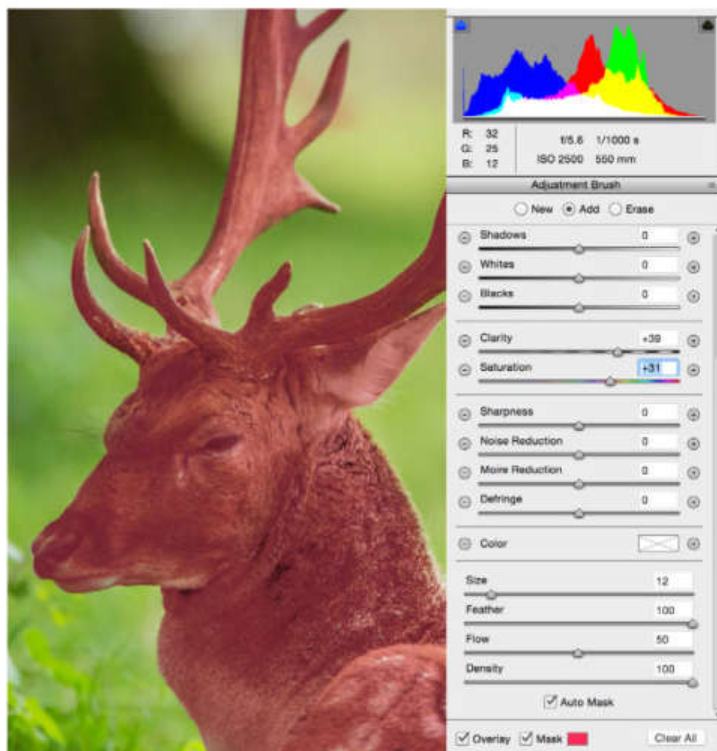 R: 32
G: 25
B: 12
f/5.6 1/1000 s
ISO 2500 550 mm
Adjustment Brush
New Add Erase
Shadows 0
Whites 0
Blacks 0
Clarity +39
Saturation +31
Sharpness 0
Noise Reduction 0
Moire Reduction 0
Defringe 0
Color
Size 12
Feather 100
Flow 50
Density 100
Auto Mask
Overlay Mask Clear All